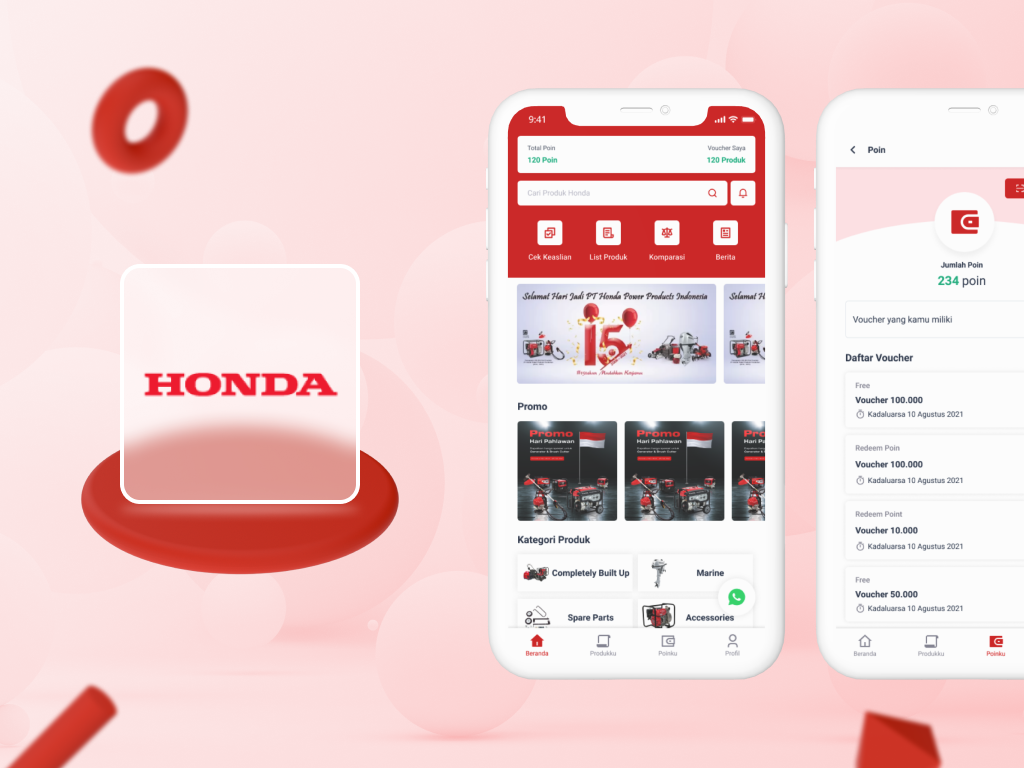 HONDA
9:41
Total Poin
Voucher Saya
120 Poin
120 Produk
Cari Produk Honda
Cek Keaslian
List Produk
Komparasi
Berita
Selamat Hari Jadi PT Honda Power Products Indonesia
Selamat H
15
Promo
Promo
Hari Pahlawan
Promo
Hari Pahlawan
Promo
Hari Pa
Kategori Produk
Completely Built Up
Marine
Spare Parts
Accessories
Beranda
Produkku
Poinku
Profil
Poin
Jumlah Poin
234 poin
Voucher yang kamu miliki
Daftar Voucher
Free
Voucher 100.000
Kadaluarsa 10 Agustus 2021
Redeem Poin
Voucher 100.000
Kadaluarsa 10 Agustus 2021
Redeem Point
Voucher 10.000
Kadaluarsa 10 Agustus 2021
Free
Voucher 50.000
Kadaluarsa 10 Agustus 2021
Beranda
Produkku
Poinku